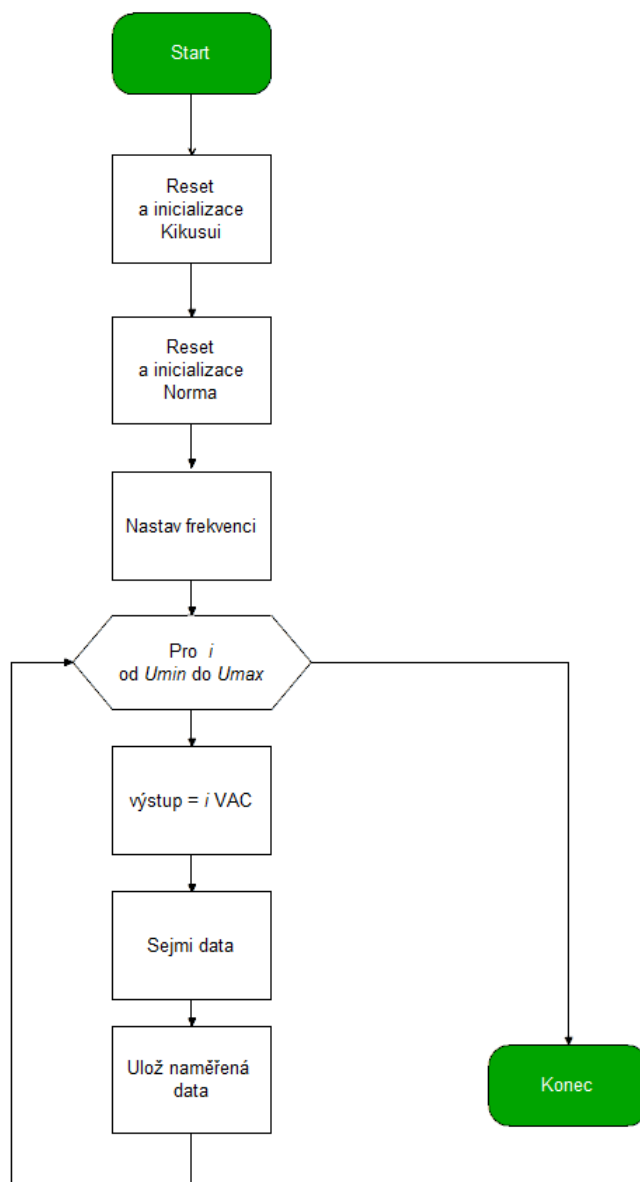 Start
Reset
a inicializace
Kikusui
Reset
a inicializace
Norma
Nastav frekvenci
Pro i
od Umin do Umax
výstup = i VAC
Sejmi data
Ulož naměřená
data
Konec